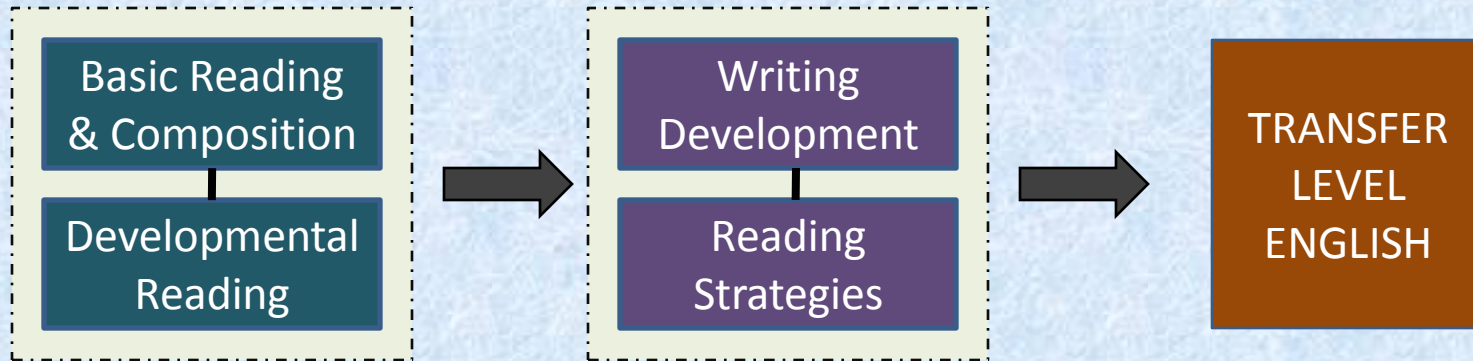 Basic Reading
& Composition
Developmental
Reading
Writing
Development
Reading
Strategies
TRANSFER
LEVEL
ENGLISH